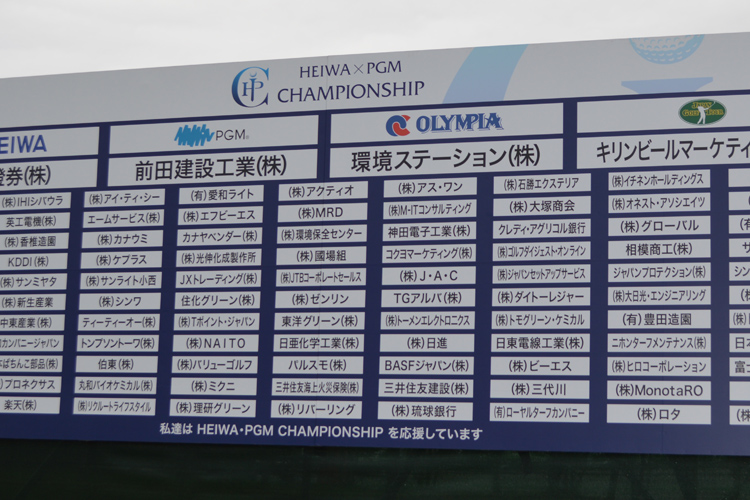 HEIWA×PGM
CHAMPIONSHIP
EIWA PGM OLYMPIA
證券(株) 前田建設工業(株) 環境ステーション(株) キリンビールマーケティ
(株)IHIシバウラ (株)アイ・ティ・シー (有)愛和ライト (株)アクティオ (株)アス・ワン (株)石勝エクステリア (株)イチネンホールディングス
英工電機(株) エームサービス(株) (株)エフピーエス (株)MRD (株)M-ITコンサルティング (株)大塚商会 (株)オネスト・アソシエイツ
(株)香椎造園 (株)カナウミ カナヤベンダー(株) (株)環境保全センター 神田電子工業(株) クレディ・アグリコル銀行 (株)グローバル
KDDI(株) (株)ケプラス (株)光伸化成製作所 (株)國場組 コクヨマーケティング(株) (株)ゴルフダイジェスト・オンライン 相模商工(株)
(株)サンミヤタ (株)サンライト小西 JXトレーディング(株) (株)JTBコーポレートセールス (株)J・A・C (株)ジャパンセットアップサービス ジャパンプロテクション(株)
(株)新生産業 (株)シンワ 住化グリーン(株) (株)ゼンリン TGアルパ(株) (株)ダイトーレジャー (株)大日光・エンジニアリング
中東産業(株) ティーティーオー(株) (株)Tポイント・ジャパン 東洋グリーン(株) (株)トーメンエレクトロニクス (株)トモグリーン・ケミカル (有)豊田造園
カンパニージャパン トンプソントーワ(株) (株)NAITO 日亜化学工業(株) (株)日進 日東電線工業(株) ニホンターフメンテナンス(株)
ぱちんこ部品(株) 伯東(株) (株)バリューゴルフ パルスモ(株) BASFジャパン(株) (株)ピーエス (株)ヒロコーポレーション
プロネクサス 丸和バイオケミカル(株) (株)ミクニ 三井住友海上火災保険(株) 三井住友建設(株) (株)三代川 (株)MonotaRO
楽天(株) (株)リクルートライフスタイル (株)理研グリーン (株)リバーリング (株)琉球銀行 (有)ローヤルターフカンパニー (株)ロタ
私達は HEIWA・PGM CHAMPIONSHIP を応援しています